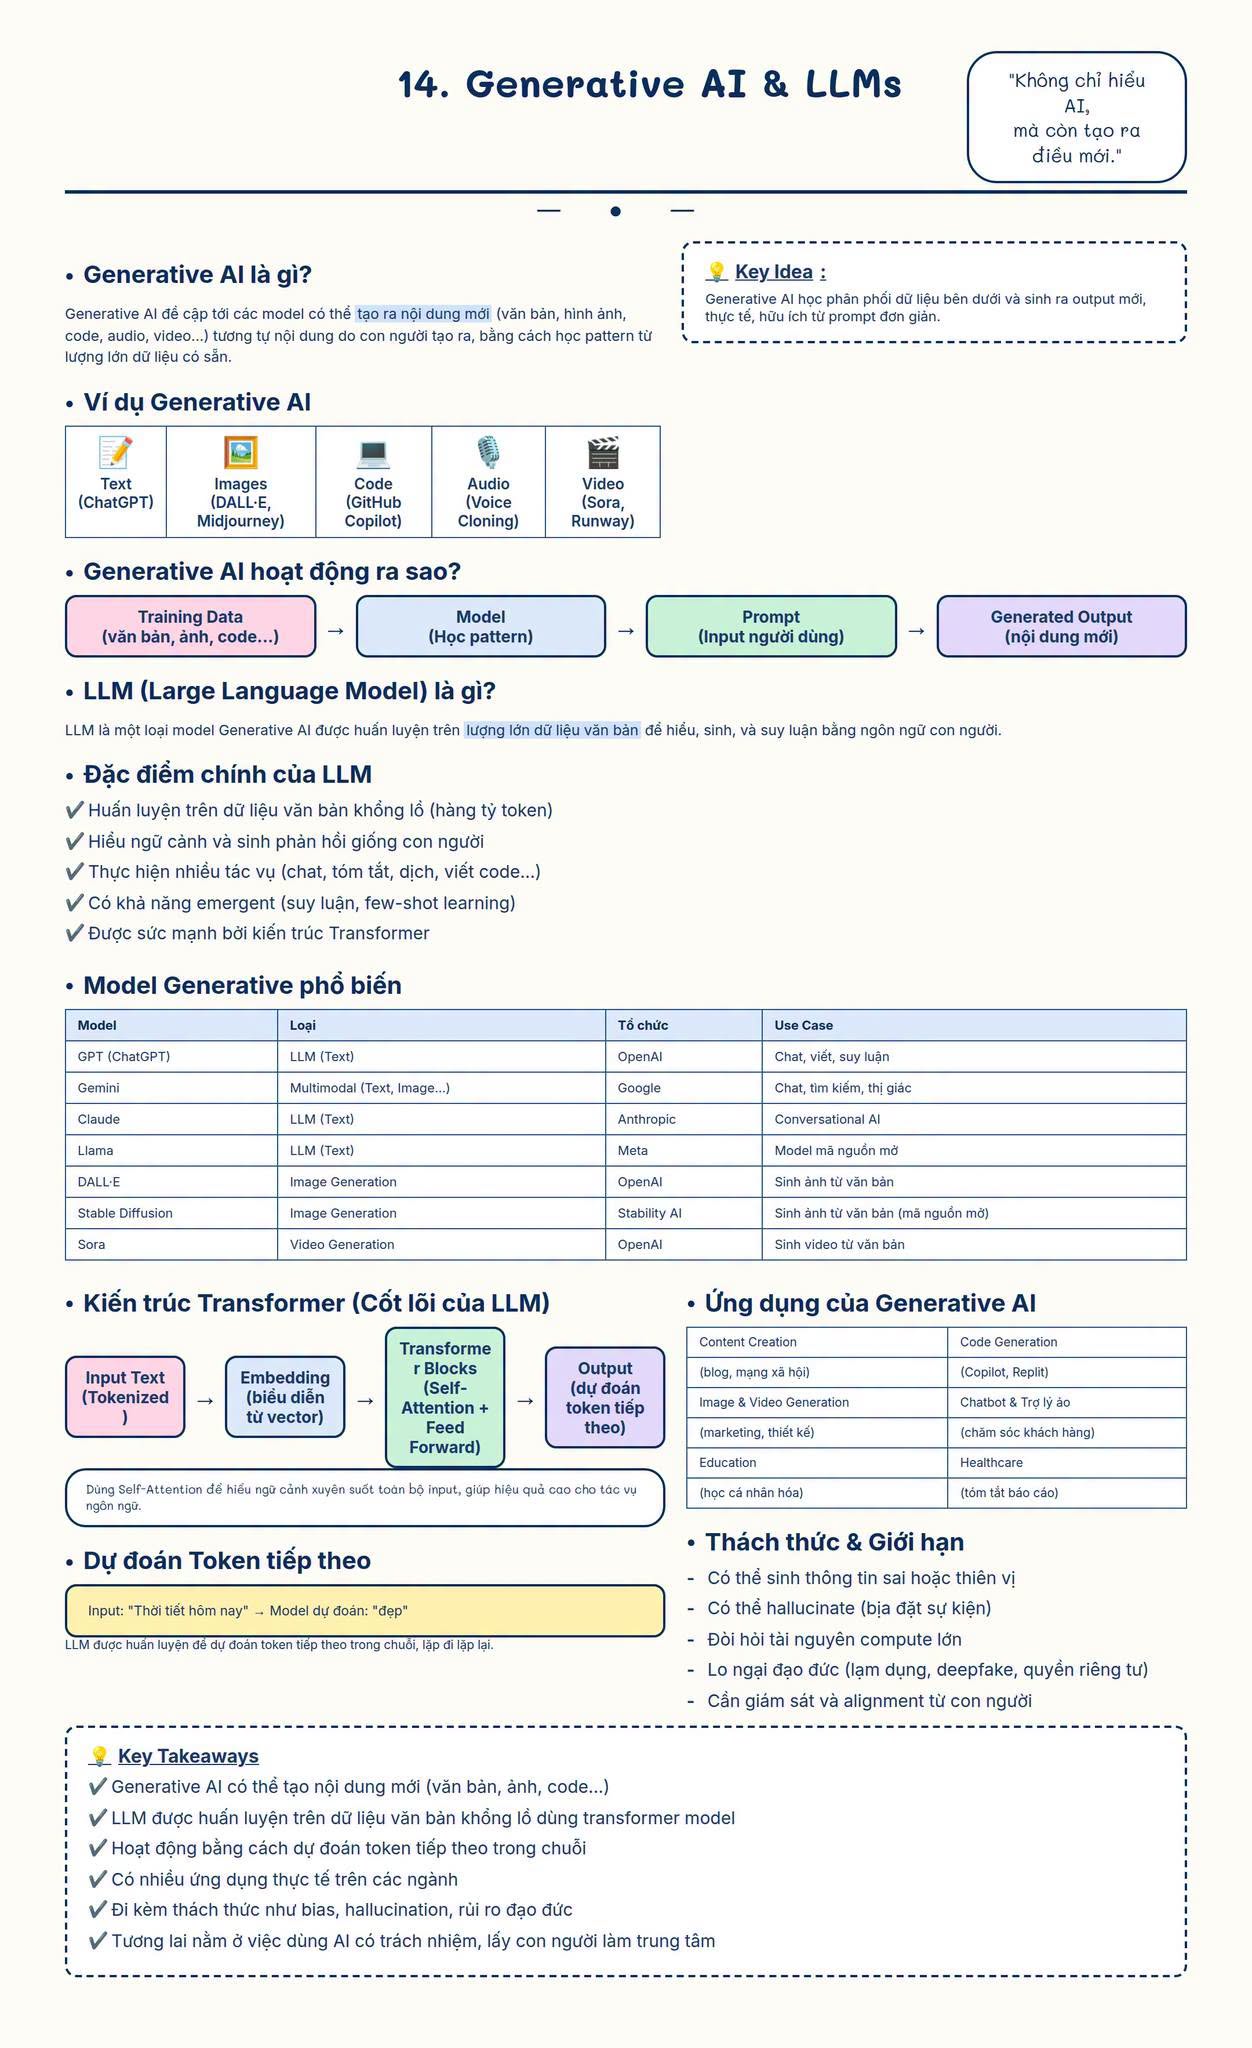 14. Generative AI & LLMs
"Không chỉ hiểu
AI,
mà còn tạo ra
điều mới."
• Generative AI là gì?
Generative AI đề cập tới các model có thể tạo ra nội dung mới (văn bản, hình ảnh,
code, audio, video...) tương tự nội dung do con người tạo ra, bằng cách học pattern từ
lượng lớn dữ liệu có sẵn.
💡 Key Idea :
Generative AI học phân phối dữ liệu bên dưới và sinh ra output mới,
thực tế, hữu ích từ prompt đơn giản.
• Ví dụ Generative AI
Text
(ChatGPT)
Images
(DALL·E,
Midjourney)
Code
(GitHub
Copilot)
Audio
(Voice
Cloning)
Video
(Sora,
Runway)
• Generative AI hoạt động ra sao?
Training Data
(văn bản, ảnh, code...)
→
Model
(Học pattern)
→
Prompt
(Input người dùng)
→
Generated Output
(nội dung mới)
• LLM (Large Language Model) là gì?
LLM là một loại model Generative AI được huấn luyện trên lượng lớn dữ liệu văn bản để hiểu, sinh, và suy luận bằng ngôn ngữ con người.
• Đặc điểm chính của LLM
✔ Huấn luyện trên dữ liệu văn bản khổng lồ (hàng tỷ token)
✔ Hiểu ngữ cảnh và sinh phản hồi giống con người
✔ Thực hiện nhiều tác vụ (chat, tóm tắt, dịch, viết code...)
✔ Có khả năng emergent (suy luận, few-shot learning)
✔ Được sức mạnh bởi kiến trúc Transformer
• Model Generative phổ biến
Model Loại Tổ chức Use Case
GPT (ChatGPT) LLM (Text) OpenAI Chat, viết, suy luận
Gemini Multimodal (Text, Image...) Google Chat, tìm kiếm, thị giác
Claude LLM (Text) Anthropic Conversational AI
Llama LLM (Text) Meta Model mã nguồn mở
DALL·E Image Generation OpenAI Sinh ảnh từ văn bản
Stable Diffusion Image Generation Stability AI Sinh ảnh từ văn bản (mã nguồn mở)
Sora Video Generation OpenAI Sinh video từ văn bản
• Kiến trúc Transformer (Cốt lõi của LLM)
Input Text
(Tokenized
)
→
Embedding
(biểu diễn
từ vector)
→
Transforme
r Blocks
(Self-
Attention +
Feed
Forward)
→
Output
(dự đoán
token tiếp
theo)
Dùng Self-Attention để hiểu ngữ cảnh xuyên suốt toàn bộ input, giúp hiệu quả cao cho tác vụ
ngôn ngữ.
• Dự đoán Token tiếp theo
Input: "Thời tiết hôm nay" → Model dự đoán: "đẹp"
LLM được huấn luyện để dự đoán token tiếp theo trong chuỗi, lặp đi lặp lại.
• Ứng dụng của Generative AI
Content Creation Code Generation
(blog, mạng xã hội) (Copilot, Replit)
Image & Video Generation Chatbot & Trợ lý ảo
(marketing, thiết kế) (chăm sóc khách hàng)
Education Healthcare
(học cá nhân hóa) (tóm tắt báo cáo)
• Thách thức & Giới hạn
- Có thể sinh thông tin sai hoặc thiên vị
- Có thể hallucinate (bịa đặt sự kiện)
- Đòi hỏi tài nguyên compute lớn
- Lo ngại đạo đức (lạm dụng, deepfake, quyền riêng tư)
- Cần giám sát và alignment từ con người
💡 Key Takeaways
✔ Generative AI có thể tạo nội dung mới (văn bản, ảnh, code...)
✔ LLM được huấn luyện trên dữ liệu văn bản khổng lồ dùng transformer model
✔ Hoạt động bằng cách dự đoán token tiếp theo trong chuỗi
✔ Có nhiều ứng dụng thực tế trên các ngành
✔ Đi kèm thách thức như bias, hallucination, rủi ro đạo đức
✔ Tương lai nằm ở việc dùng AI có trách nhiệm, lấy con người làm trung tâm